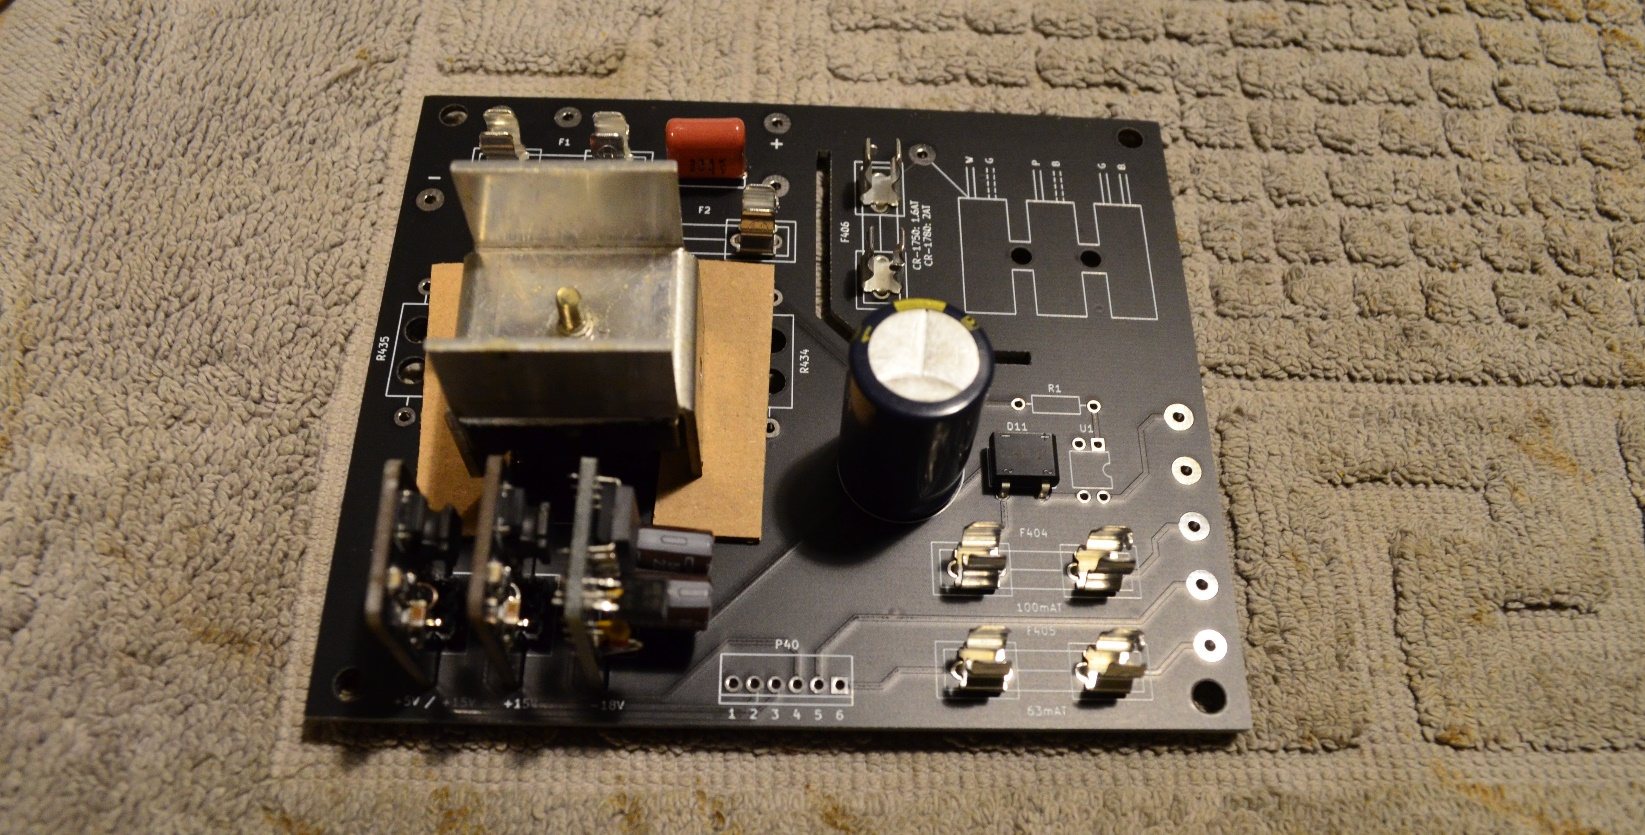 F1
+
-
F2
W G P B G B
F406
CR-1750: 1.6AT
CR-1780: 2AT
R435
R434
R1
D11
U1
F404
100mAT
F405
P40
1 2 3 4 5 6
63mAT
+5V / +15V
+15V
-18V